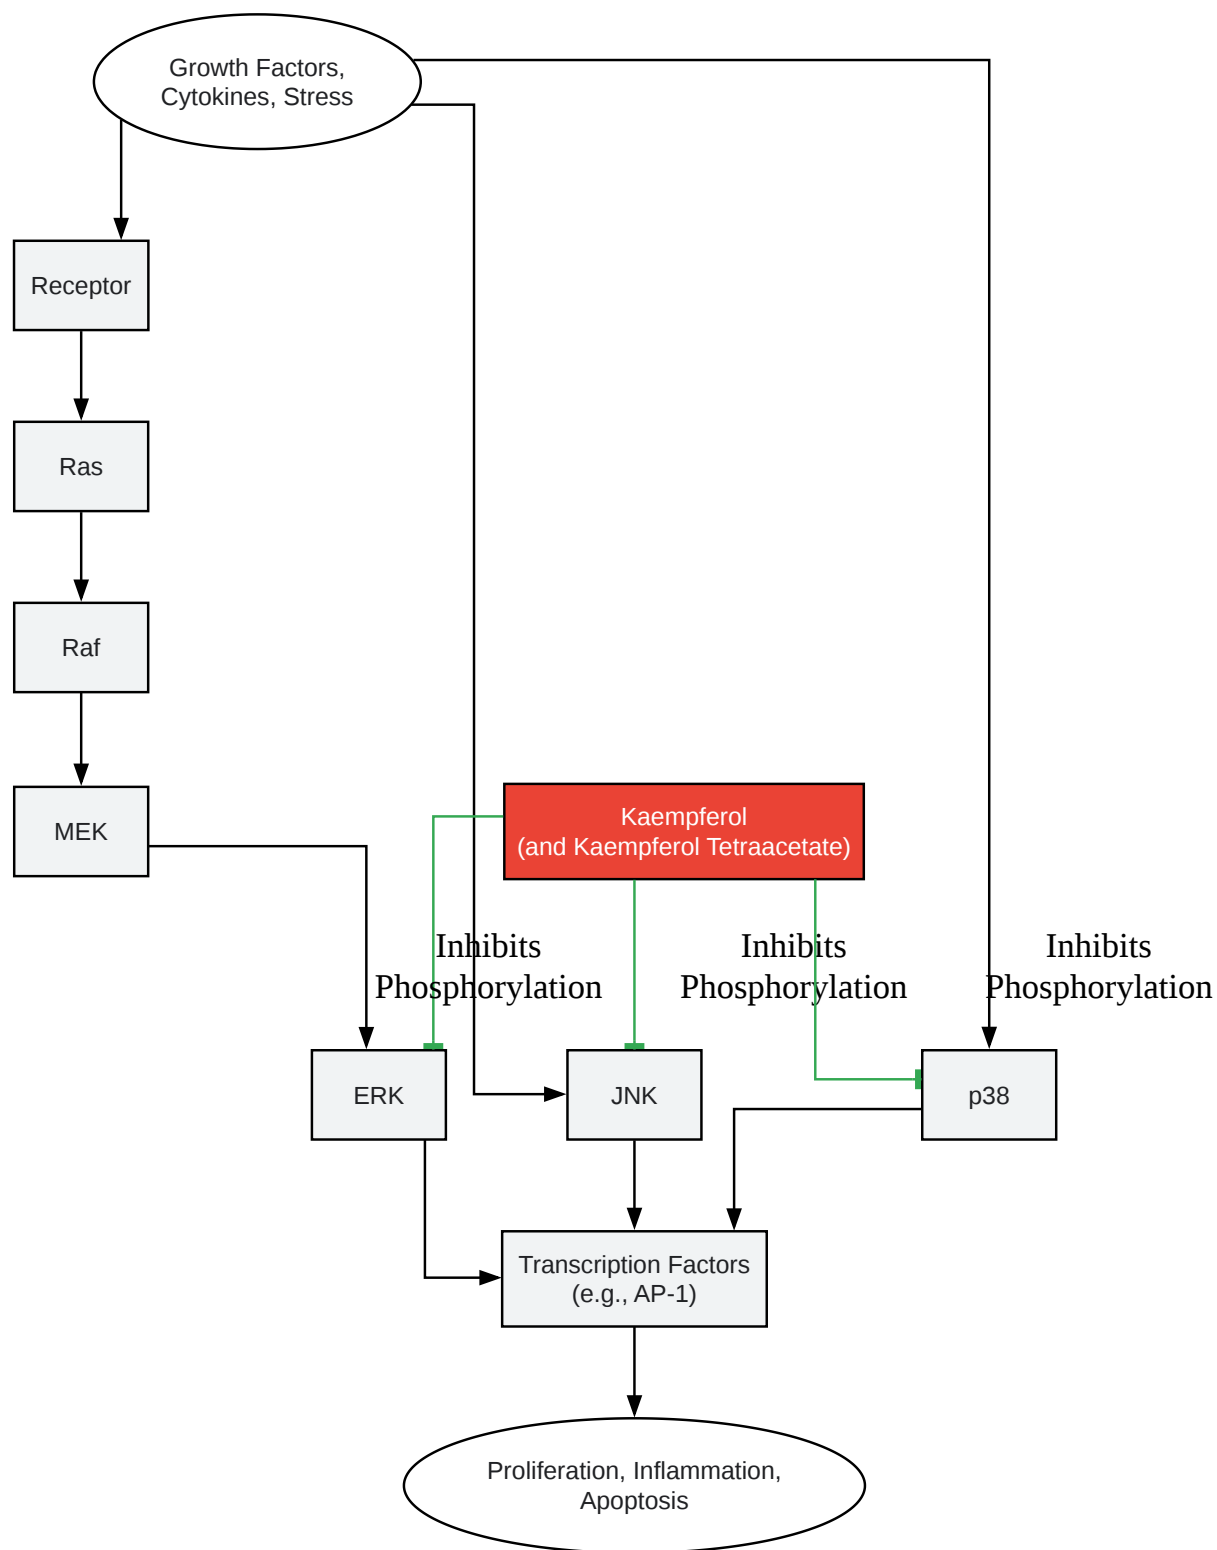 Growth Factors,
Cytokines, Stress
Receptor
Ras
Raf
MEK
Kaempferol
(and Kaempferol Tetraacetate)
Inhibits
Phosphorylation
Inhibits
Phosphorylation
Inhibits
Phosphorylation
ERK
JNK
p38
Transcription Factors
(e.g., AP-1)
Proliferation, Inflammation,
Apoptosis